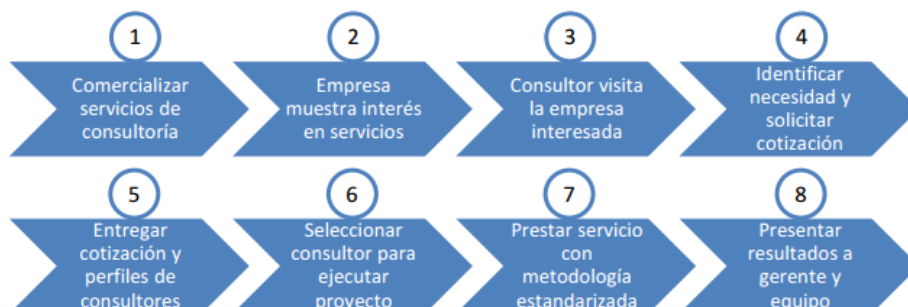 1
Comercializar
servicios de
consultoría
2
Empresa
muestra interés
en servicios
3
Consultor visita
la empresa
interesada
4
Identificar
necesidad y
solicitar
cotización
5
Entregar
cotización y
perfiles de
consultores
6
Seleccionar
consultor para
ejecutar
proyecto
7
Prestar servicio
con
metodología
estandarizada
8
Presentar
resultados a
gerente y
equipo